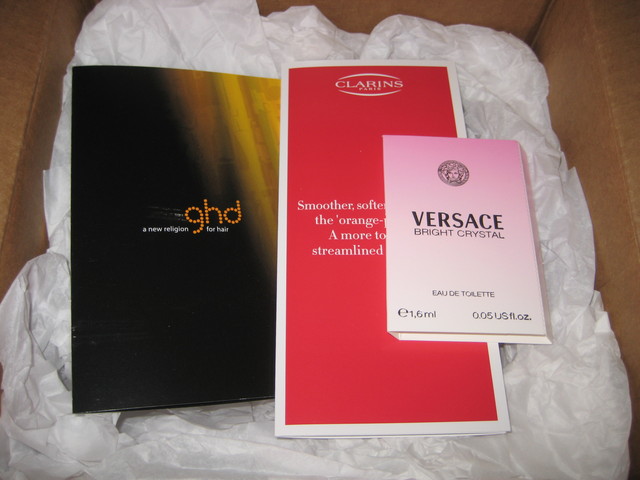 ghd
a new religion for hair
CLARINS
PARIS
Smoother, softer
the 'orange-
A more to
streamlined
VERSACE
BRIGHT CRYSTAL
EAU DE TOILETTE
℮1,6ml 0.05 US fl.oz.